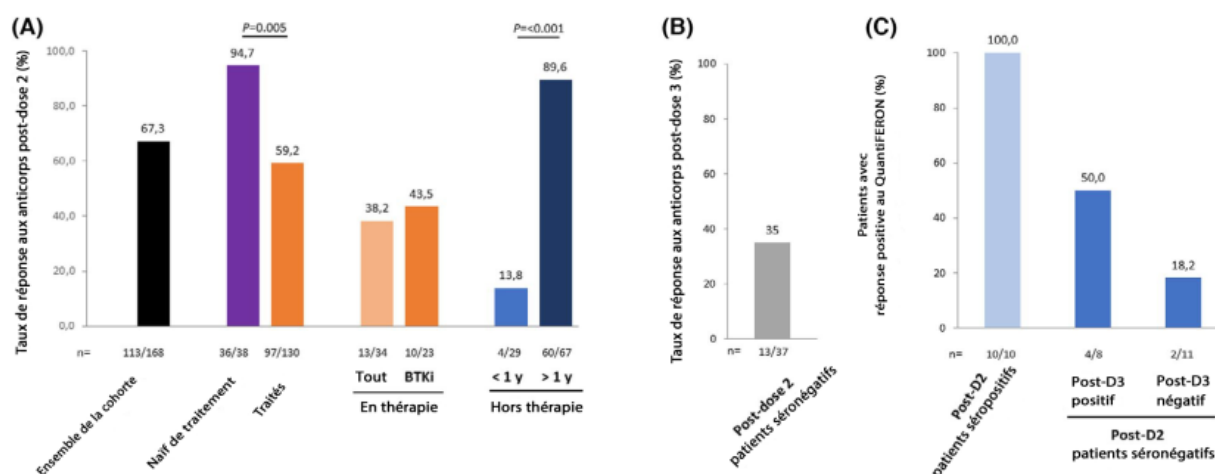 (A)
Taux de réponse aux anticorps post-dose 2 (%)
100,0
80,0
60,0
40,0
20,0
0,0
P=0.005
P=<0.001
67,3
94,7
59,2
38,2
43,5
13,8
89,6
n=
113/168
36/38
97/130
13/34
10/23
4/29
60/67
Ensemble de la cohorte
Naïf de traitement
Traités
Tout
BTKi
En thérapie
< 1 y
> 1 y
Hors thérapie
(B)
Taux de réponse aux anticorps post-dose 3 (%)
100
80
60
40
20
0
35
n=
13/37
Post-dose 2
patients séronégatifs
(C)
Patients avec
réponse positive au QuantiFERON (%)
100
80
60
40
20
0
100,0
50,0
18,2
n=
10/10
4/8
2/11
Post-D2
patients séropositifs
Post-D3
positif
Post-D3
négatif
Post-D2
patients séronégatifs